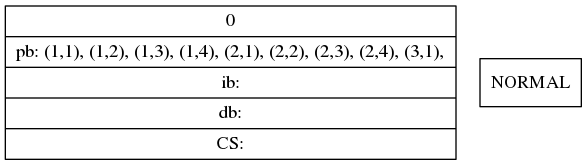 0
pb: (1,1), (1,2), (1,3), (1,4), (2,1), (2,2), (2,3), (2,4), (3,1),
ib:
db:
CS:
NORMAL